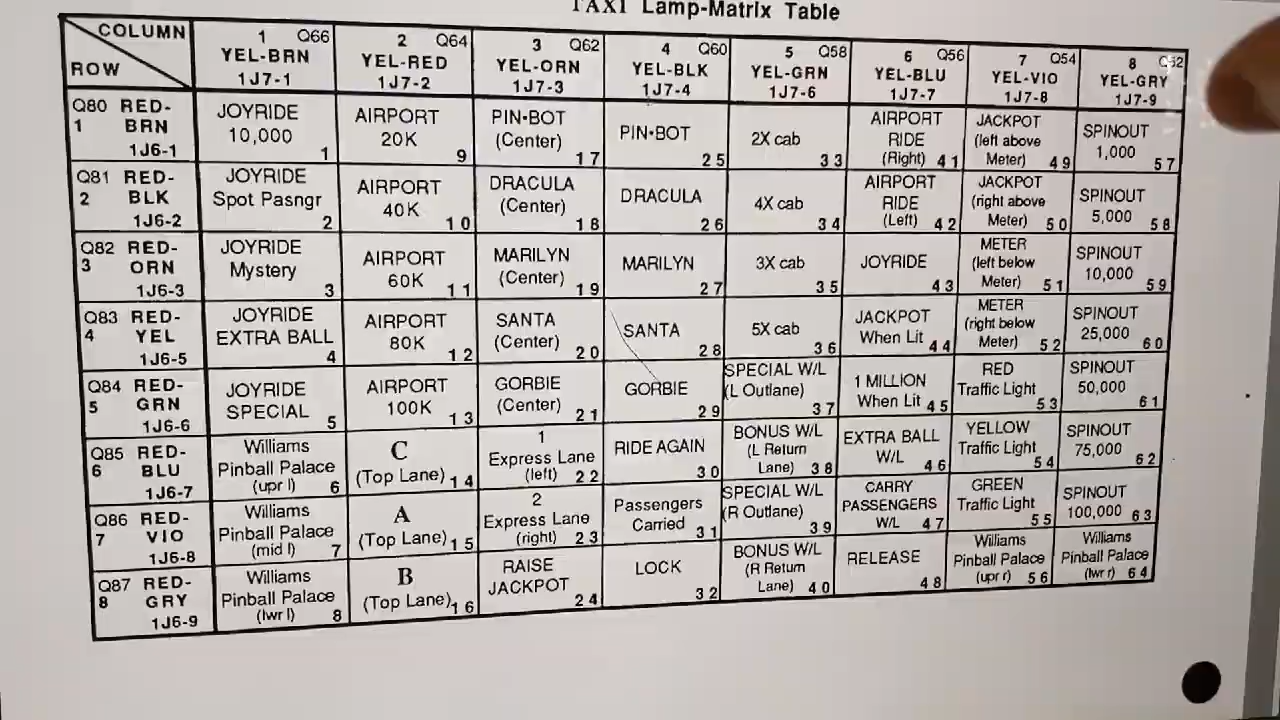 TAXI Lamp-Matrix Table
COLUMN
ROW
1 Q66
YEL-BRN
1J7-1
2 Q64
YEL-RED
1J7-2
3 Q62
YEL-ORN
1J7-3
4 Q60
YEL-BLK
1J7-4
5 Q58
YEL-GRN
1J7-6
6 Q56
YEL-BLU
1J7-7
7 Q54
YEL-VIO
1J7-8
8
YEL-GRY
1J7-9
Q80 RED-
1 BRN
1J6-1
JOYRIDE
10,000
1
AIRPORT
20K
9
PIN•BOT
(Center)
17
PIN•BOT
25
2X cab
33
AIRPORT
RIDE
(Right) 41
JACKPOT
(left above
Meter) 49
SPINOUT
1,000
57
Q81 RED-
2 BLK
1J6-2
JOYRIDE
Spot Pasngr
2
AIRPORT
40K
10
DRACULA
(Center)
18
DRACULA
26
4X cab
34
AIRPORT
RIDE
(Left) 42
JACKPOT
(right above
Meter) 50
SPINOUT
5,000
58
Q82 RED-
3 ORN
1J6-3
JOYRIDE
Mystery
3
AIRPORT
60K
11
MARILYN
(Center)
19
MARILYN
27
3X cab
35
JOYRIDE
43
METER
(left below
Meter) 51
SPINOUT
10,000
59
Q83 RED-
4 YEL
1J6-5
JOYRIDE
EXTRA BALL
4
AIRPORT
80K
12
SANTA
(Center)
20
SANTA
28
5X cab
36
JACKPOT
When Lit 44
METER
(right below
Meter) 52
SPINOUT
25,000
60
Q84 RED-
5 GRN
1J6-6
JOYRIDE
SPECIAL
5
AIRPORT
100K
13
GORBIE
(Center)
21
GORBIE
29
SPECIAL W/L
(L Outlane)
37
1 MILLION
When Lit 45
RED
Traffic Light
53
SPINOUT
50,000
61
Q85 RED-
6 BLU
1J6-7
Williams
Pinball Palace
(upr l) 6
C
(Top Lane) 14
1
Express Lane
(left) 22
RIDE AGAIN
30
BONUS W/L
(L Return
Lane) 38
EXTRA BALL
W/L 46
YELLOW
Traffic Light
54
SPINOUT
75,000
62
Q86 RED-
7 VIO
1J6-8
Williams
Pinball Palace
(mid l) 7
A
(Top Lane) 15
2
Express Lane
(right) 23
Passengers
Carried
31
SPECIAL W/L
(R Outlane)
39
CARRY
PASSENGERS
W/L 47
GREEN
Traffic Light
55
SPINOUT
100,000 63
Q87 RED-
8 GRY
1J6-9
Williams
Pinball Palace
(lwr l) 8
B
(Top Lane) 16
RAISE
JACKPOT
24
LOCK
32
BONUS W/L
(R Return
Lane) 40
RELEASE
48
Williams
Pinball Palace
(upr r) 56
Williams
Pinball Palace
(lwr r) 64